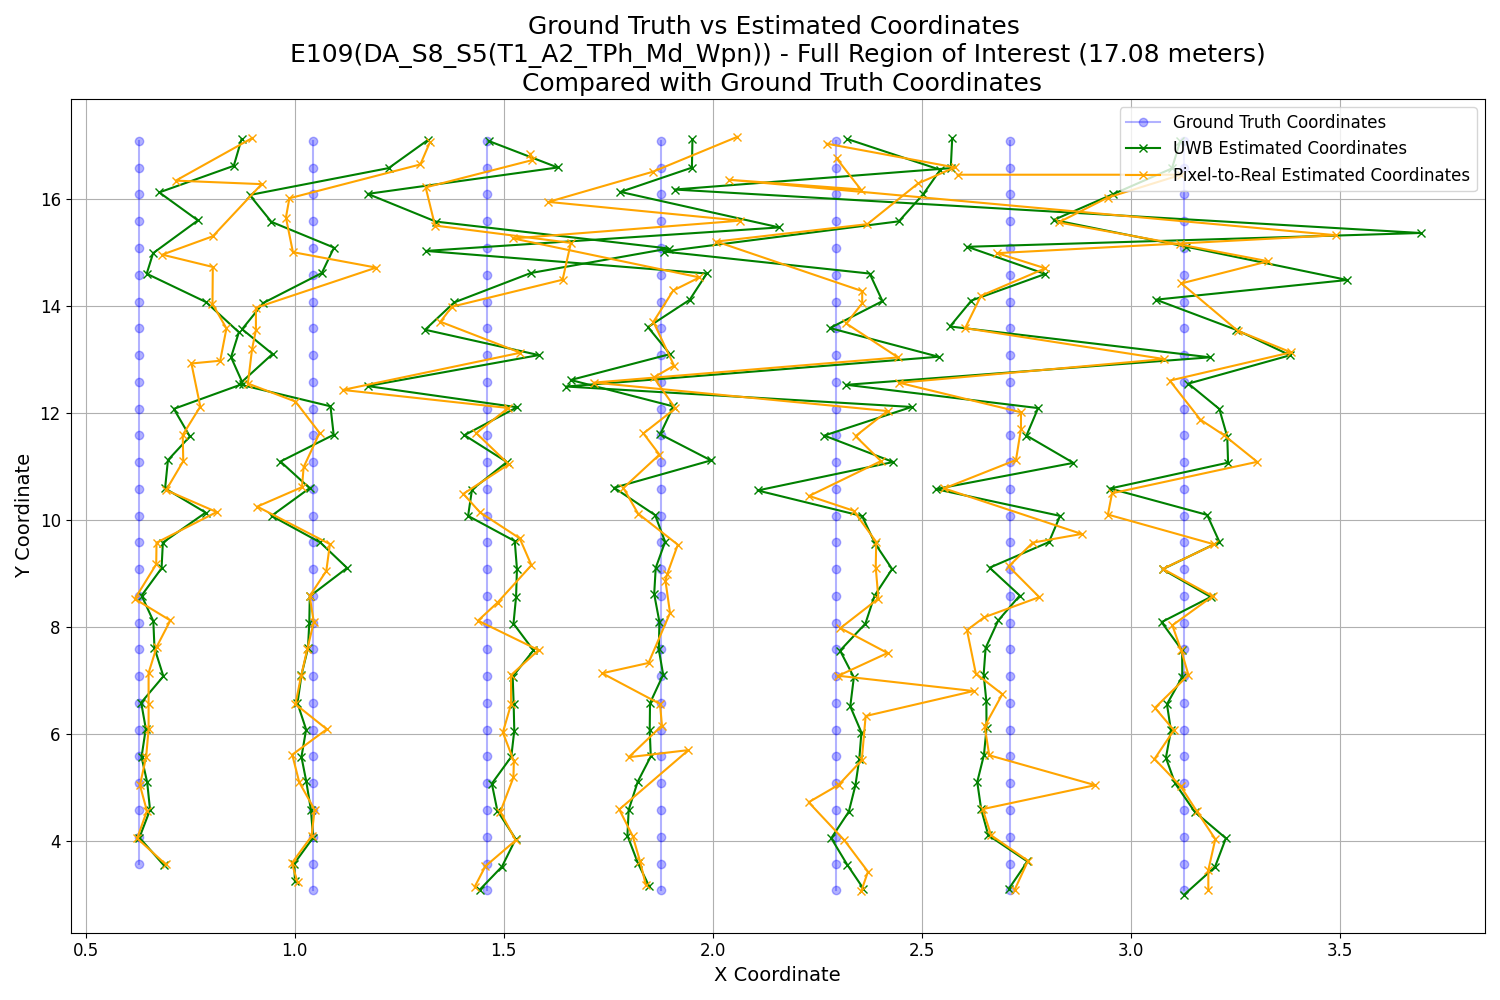 Ground Truth vs Estimated Coordinates
E109(DA_S8_S5(T1_A2_TPh_Md_Wpn)) - Full Region of Interest (17.08 meters)
Compared with Ground Truth Coordinates
Ground Truth Coordinates
UWB Estimated Coordinates
Pixel-to-Real Estimated Coordinates
Y Coordinate
16
14
12
10
8
6
4
0.5 1.0 1.5 2.0 2.5 3.0 3.5
X Coordinate